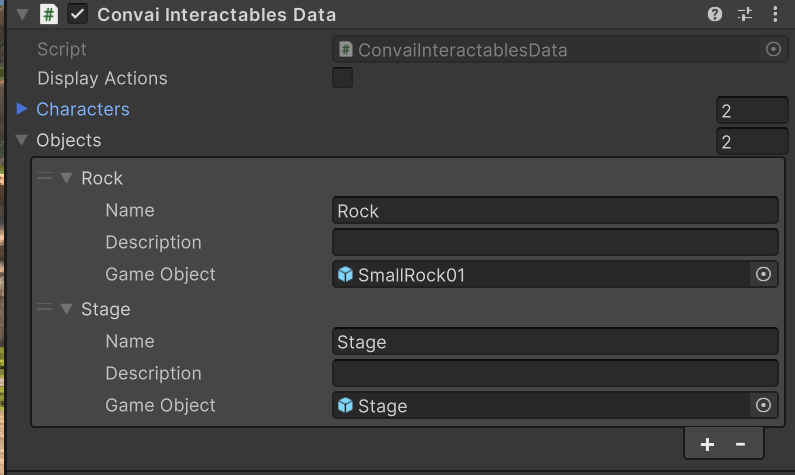 Convai Interactables Data
Script ConvaiInteractablesData
Display Actions
Characters 2
Objects 2
Rock
Name Rock
Description
Game Object SmallRock01
Stage
Name Stage
Description
Game Object Stage
+ -